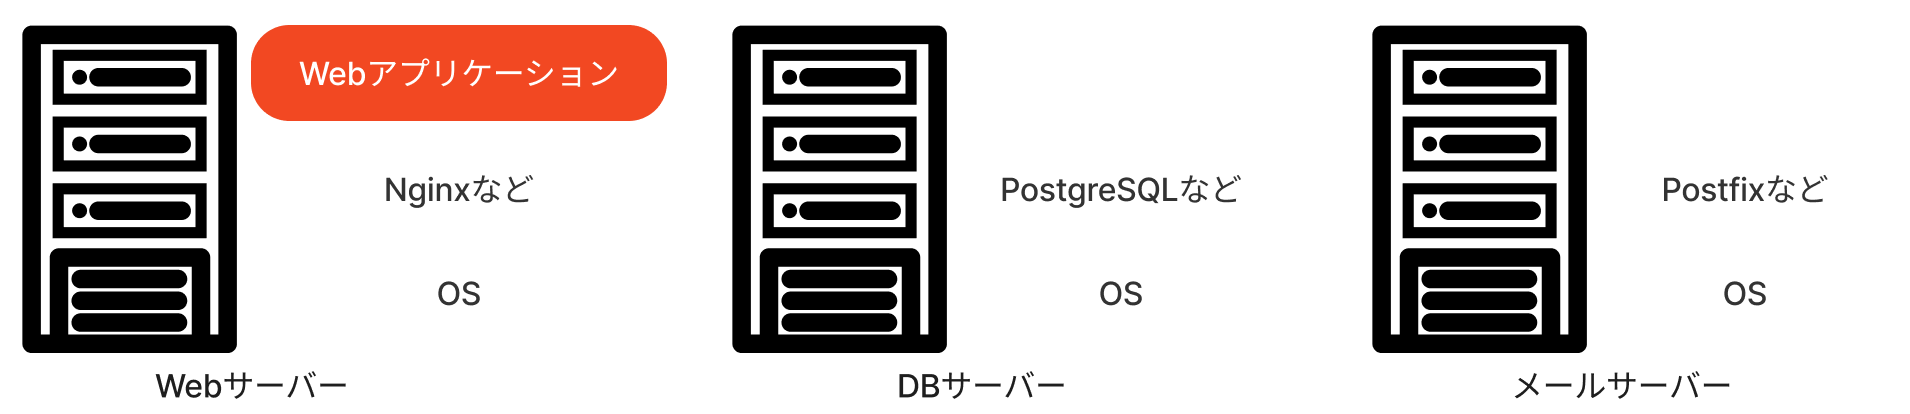 Webアプリケーション
Nginxなど
OS
Webサーバー
PostgreSQLなど
OS
DBサーバー
Postfixなど
OS
メールサーバー